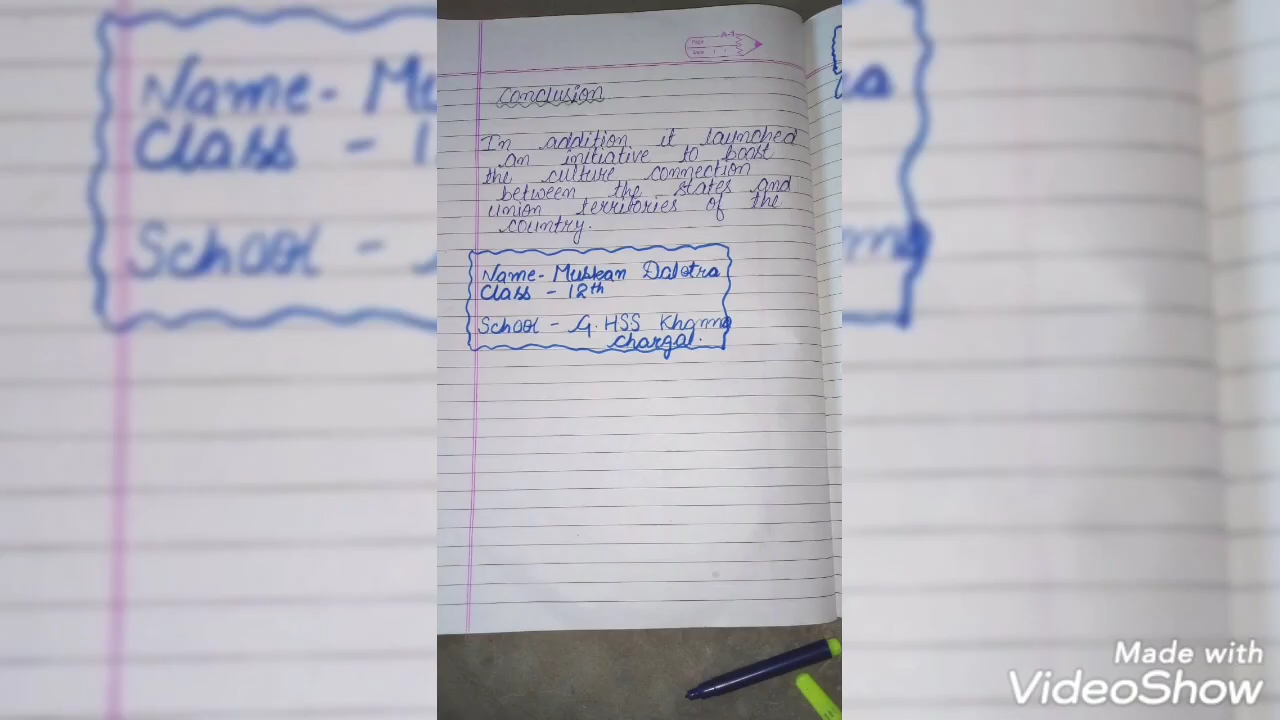 A-1
Conclusion
In addition it launched
an initiative to boost
the culture connection
between the states and
union territories of the
country.
Name- Muskan Dalotra
Class - 12th
School - G. HSS Khanna
Chargal.
Made with
VideoShow